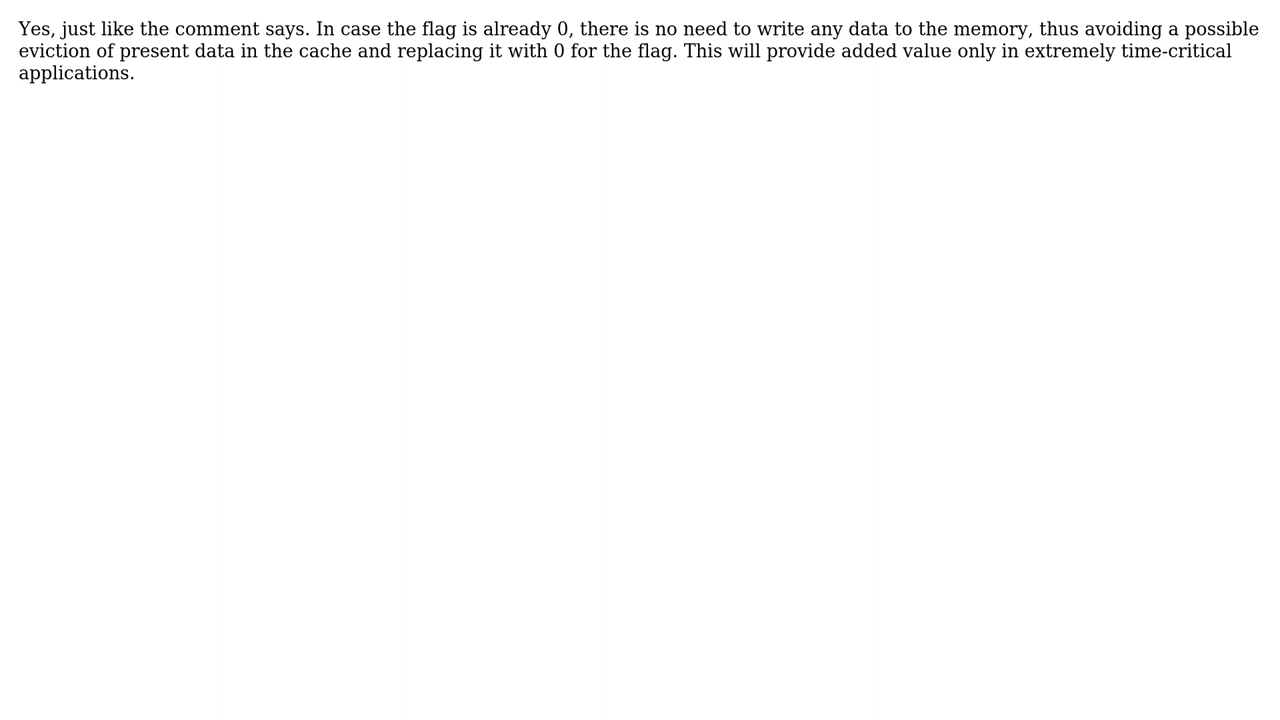 Yes, just like the comment says. In case the flag is already 0, there is no need to write any data to the memory, thus avoiding a possible
eviction of present data in the cache and replacing it with 0 for the flag. This will provide added value only in extremely time-critical
applications.